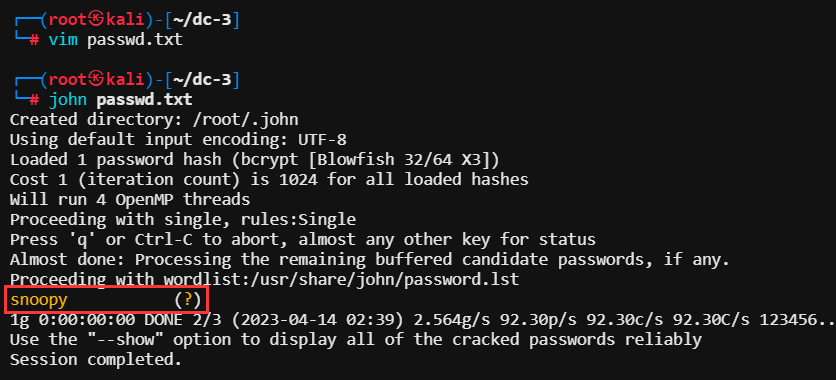 ┌──(root㉿kali)-[~/dc-3]
└─# vim passwd.txt
┌──(root㉿kali)-[~/dc-3]
└─# john passwd.txt
Created directory: /root/.john
Using default input encoding: UTF-8
Loaded 1 password hash (bcrypt [Blowfish 32/64 X3])
Cost 1 (iteration count) is 1024 for all loaded hashes
Will run 4 OpenMP threads
Proceeding with single, rules:Single
Press 'q' or Ctrl-C to abort, almost any other key for status
Almost done: Processing the remaining buffered candidate passwords, if any.
Proceeding with wordlist:/usr/share/john/password.lst
snoopy           (?)
1g 0:00:00:00 DONE 2/3 (2023-04-14 02:39) 2.564g/s 92.30p/s 92.30c/s 92.30C/s 123456..
Use the "--show" option to display all of the cracked passwords reliably
Session completed.